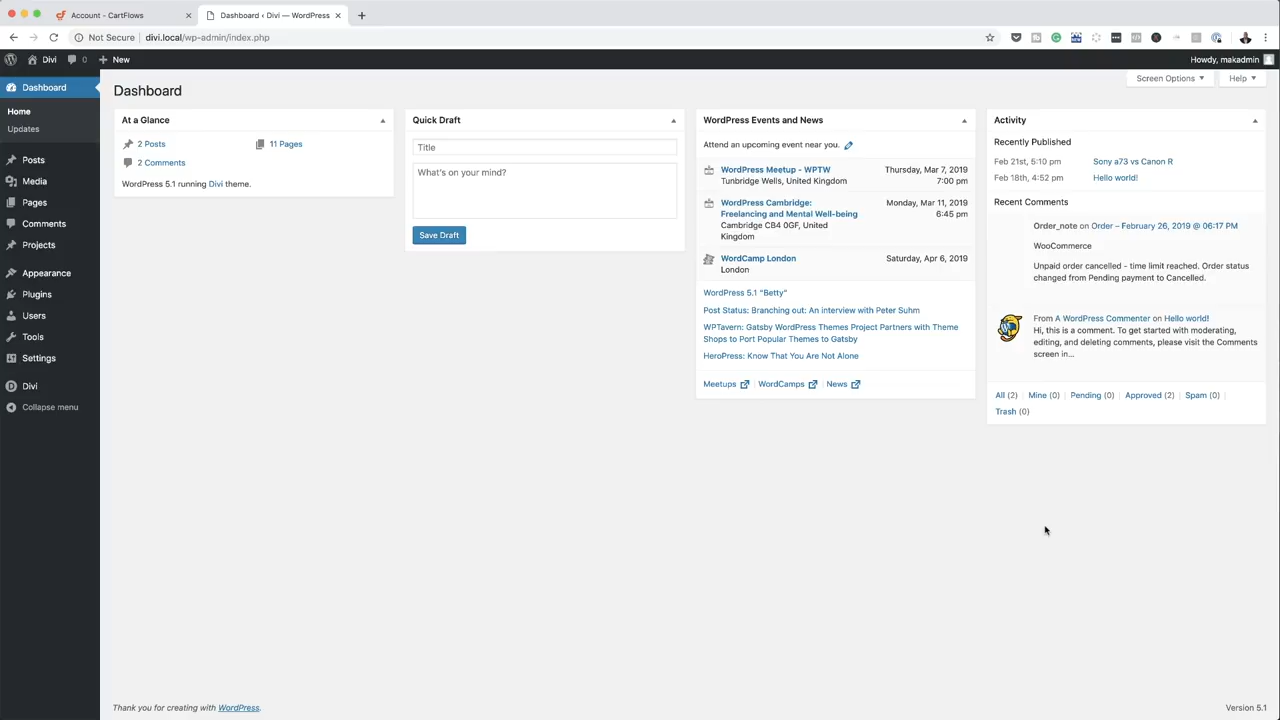 Account - CartFlows
Dashboard ‹ Divi — WordPress
Not Secure
divi.local/wp-admin/index.php
Divi
0
New
Howdy, makadmin
Dashboard
Home
Updates
Posts
Media
Pages
Comments
Projects
Appearance
Plugins
Users
Tools
Settings
Divi
Collapse menu
Screen Options
Help
Dashboard
At a Glance
2 Posts
11 Pages
2 Comments
WordPress 5.1 running Divi theme.
Quick Draft
Title
What's on your mind?
Save Draft
WordPress Events and News
Attend an upcoming event near you.
WordPress Meetup - WPTW
Tunbridge Wells, United Kingdom
Thursday, Mar 7, 2019
7:00 pm
WordPress Cambridge:
Freelancing and Mental Well-being
Cambridge CB4 0GF, United
Kingdom
Monday, Mar 11, 2019
6:45 pm
WordCamp London
London
Saturday, Apr 6, 2019
WordPress 5.1 "Betty"
Post Status: Branching out: An interview with Peter Suhm
WPTavern: Gatsby WordPress Themes Project Partners with Theme
Shops to Port Popular Themes to Gatsby
HeroPress: Know That You Are Not Alone
Meetups | WordCamps | News
Activity
Recently Published
Feb 21st, 5:10 pm Sony a73 vs Canon R
Feb 18th, 4:52 pm Hello world!
Recent Comments
Order_note on Order – February 26, 2019 @ 06:17 PM
WooCommerce
Unpaid order cancelled - time limit reached. Order status
changed from Pending payment to Cancelled.
From A WordPress Commenter on Hello world!
Hi, this is a comment. To get started with moderating,
editing, and deleting comments, please visit the Comments
screen in...
All (2) | Mine (0) | Pending (0) | Approved (2) | Spam (0) |
Trash (0)
Thank you for creating with WordPress.
Version 5.1